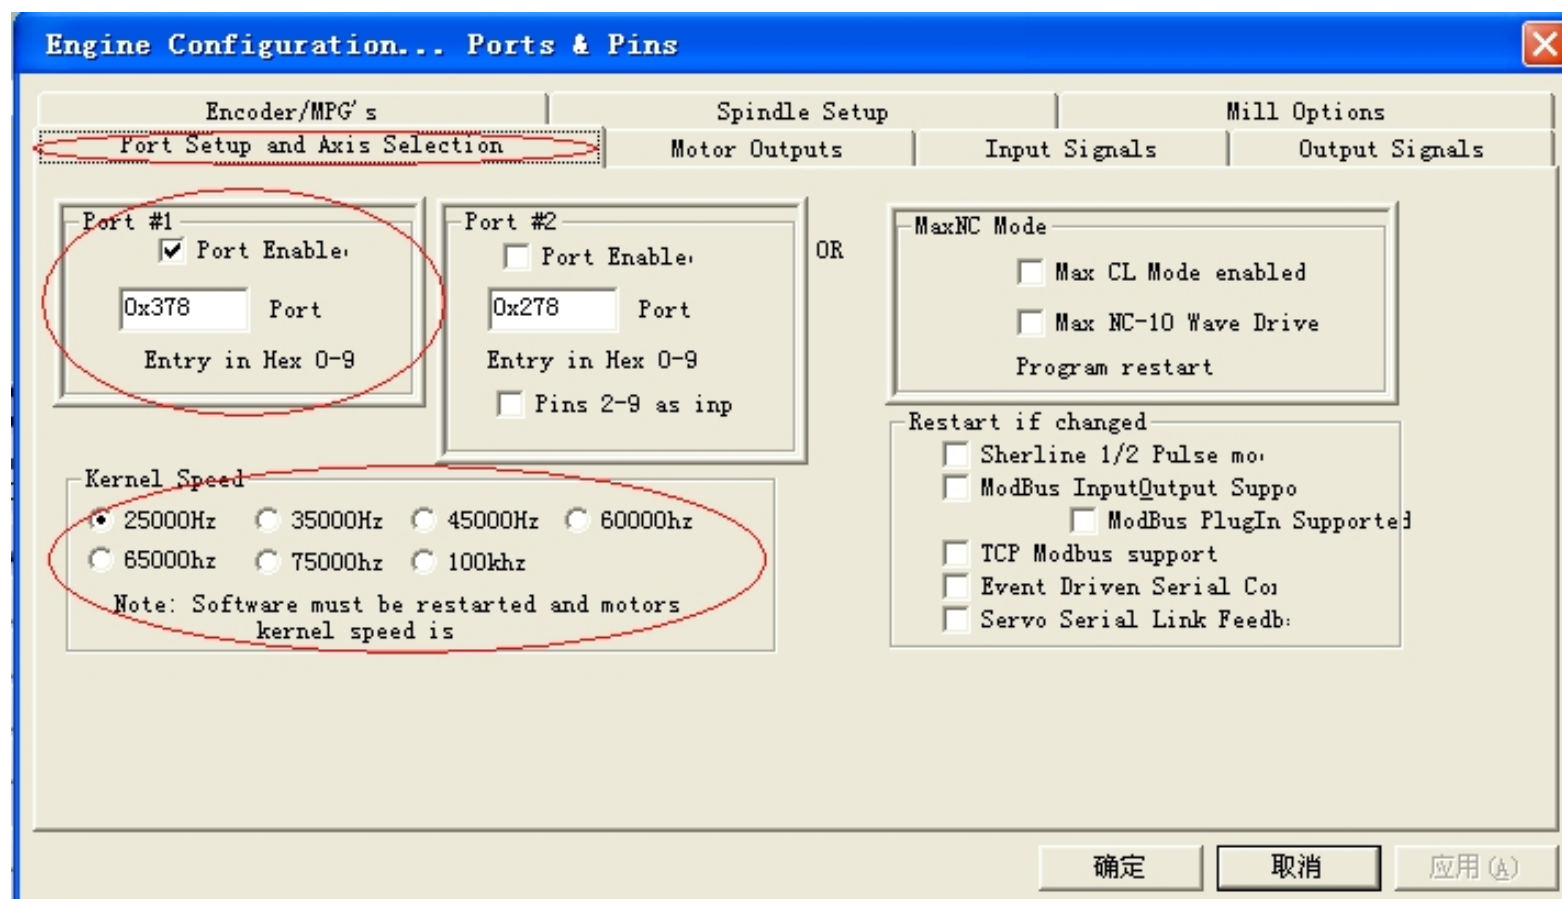 Engine Configuration... Ports & Pins
Encoder/MPG's
Spindle Setup
Mill Options
Port Setup and Axis Selection
Motor Outputs
Input Signals
Output Signals
Port #1
Port Enable
0x378
Port
Entry in Hex 0-9
Port #2
Port Enable
0x278
Port
Entry in Hex 0-9
Pins 2-9 as inp
OR
MaxNC Mode
Max CL Mode enabled
Max NC-10 Wave Drive
Program restart
Restart if changed
Sherline 1/2 Pulse mo
ModBus InputOutput Suppo
ModBus PlugIn Supported
TCP Modbus support
Event Driven Serial Co
Servo Serial Link Feedb
Kernel Speed
25000Hz
35000Hz
45000Hz
60000hz
65000hz
75000hz
100khz
Note: Software must be restarted and motors
kernel speed is
确定
取消
应用(A)